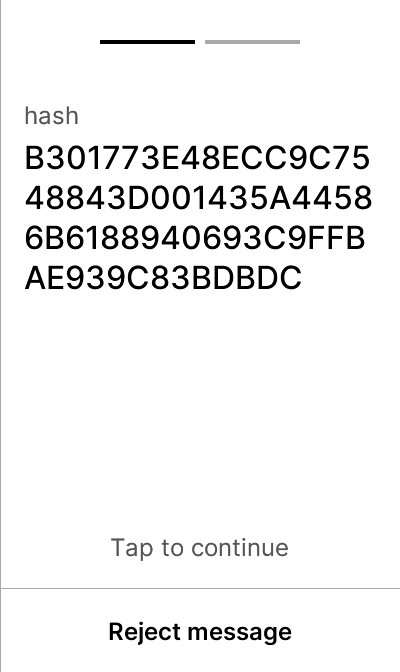 hash
B301773E48ECC9C75
48843D001435A4458
6B6188940693C9FFB
AE939C83BDBDC
Tap to continue
Reject message